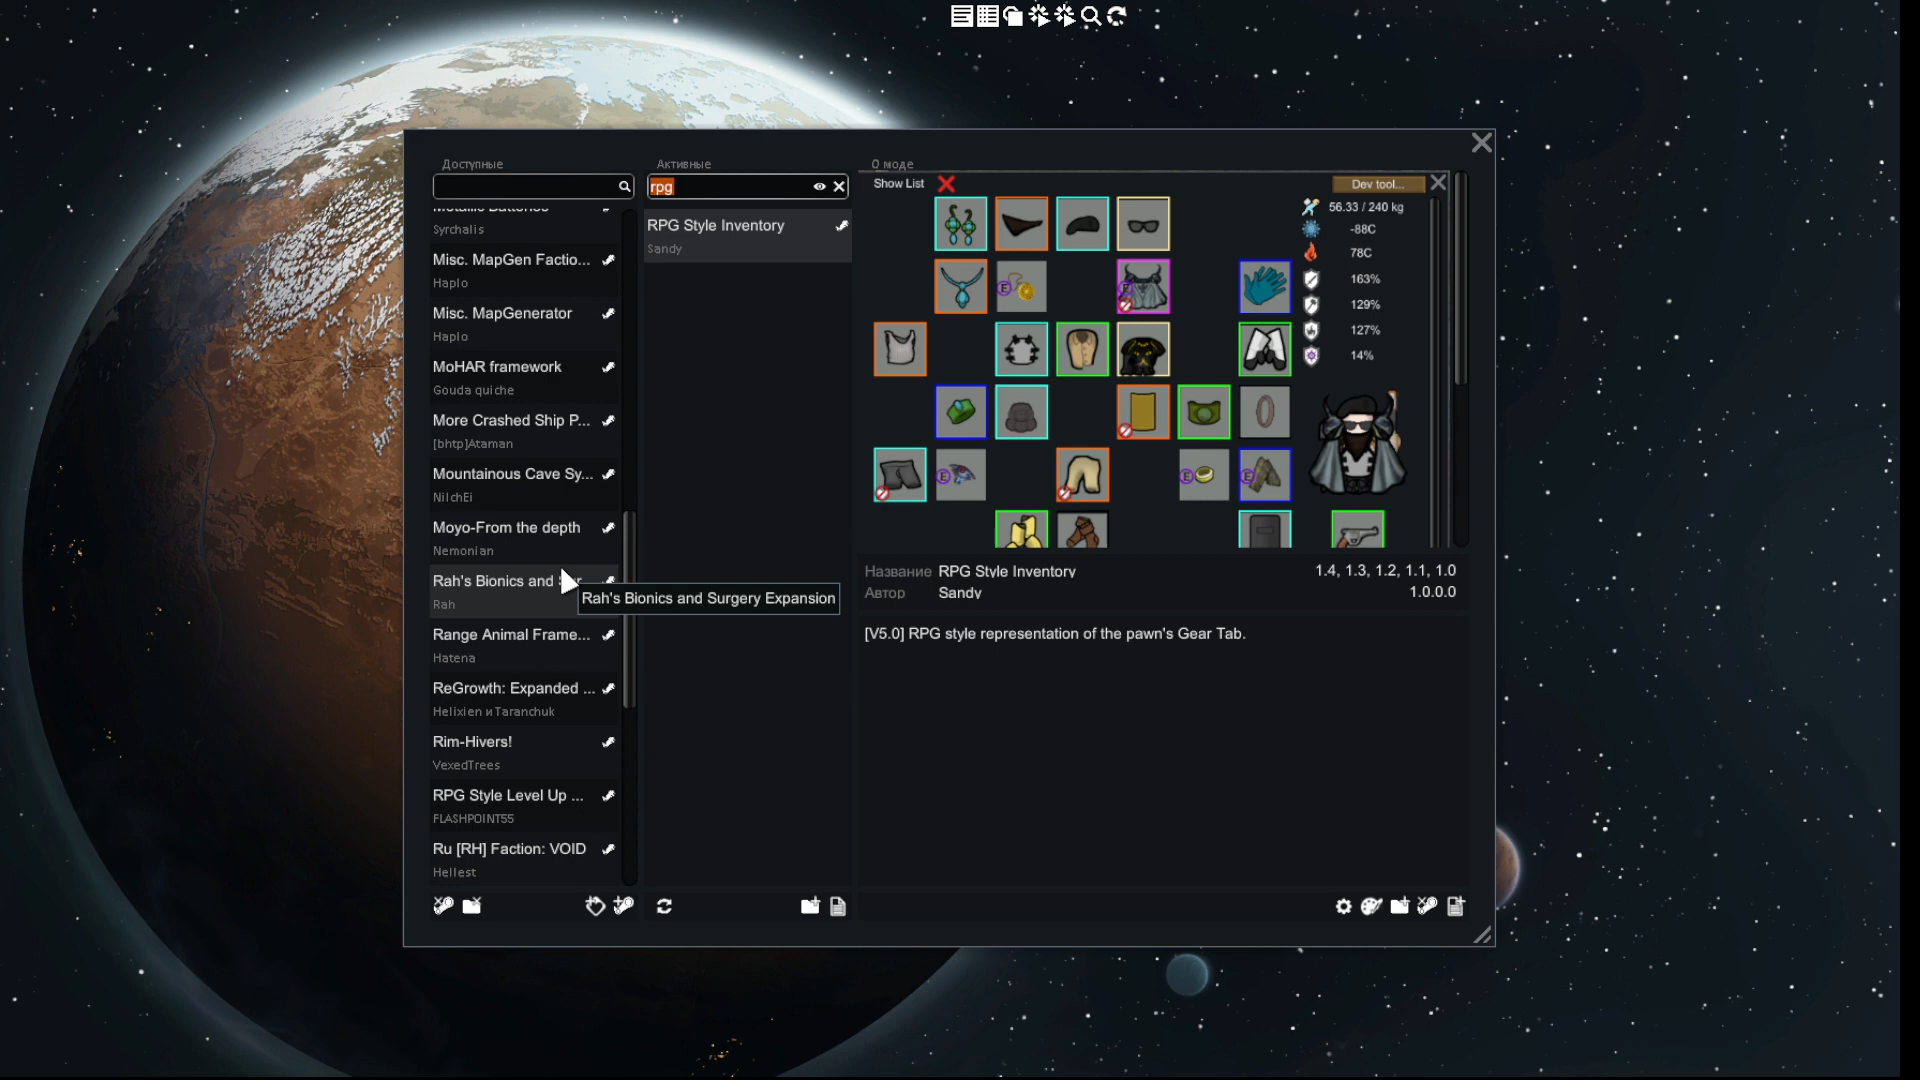 Доступные
Metallic Batteries
Syrchalis
Misc. MapGen Factio...
Haplo
Misc. MapGenerator
Haplo
MoHAR framework
Gouda quiche
More Crashed Ship P...
[bhtp]Ataman
Mountainous Cave Sy...
NilchEi
Moyo-From the depth
Nemonian
Rah's Bionics and
Rah
Rah's Bionics and Surgery Expansion
Range Animal Frame...
Hatena
ReGrowth: Expanded ...
Helixien и Taranchuk
Rim-Hivers!
VexedTrees
RPG Style Level Up ...
FLASHPOINT55
Ru [RH] Faction: VOID
Hellest
Активные
rpg
RPG Style Inventory
Sandy
О моде
Show List
Dev tool...
56.33 / 240 kg
-88C
78C
163%
129%
127%
14%
E
E
E
E
E
Название RPG Style Inventory 1.4, 1.3, 1.2, 1.1, 1.0
Автор Sandy 1.0.0.0
[V5.0] RPG style representation of the pawn's Gear Tab.